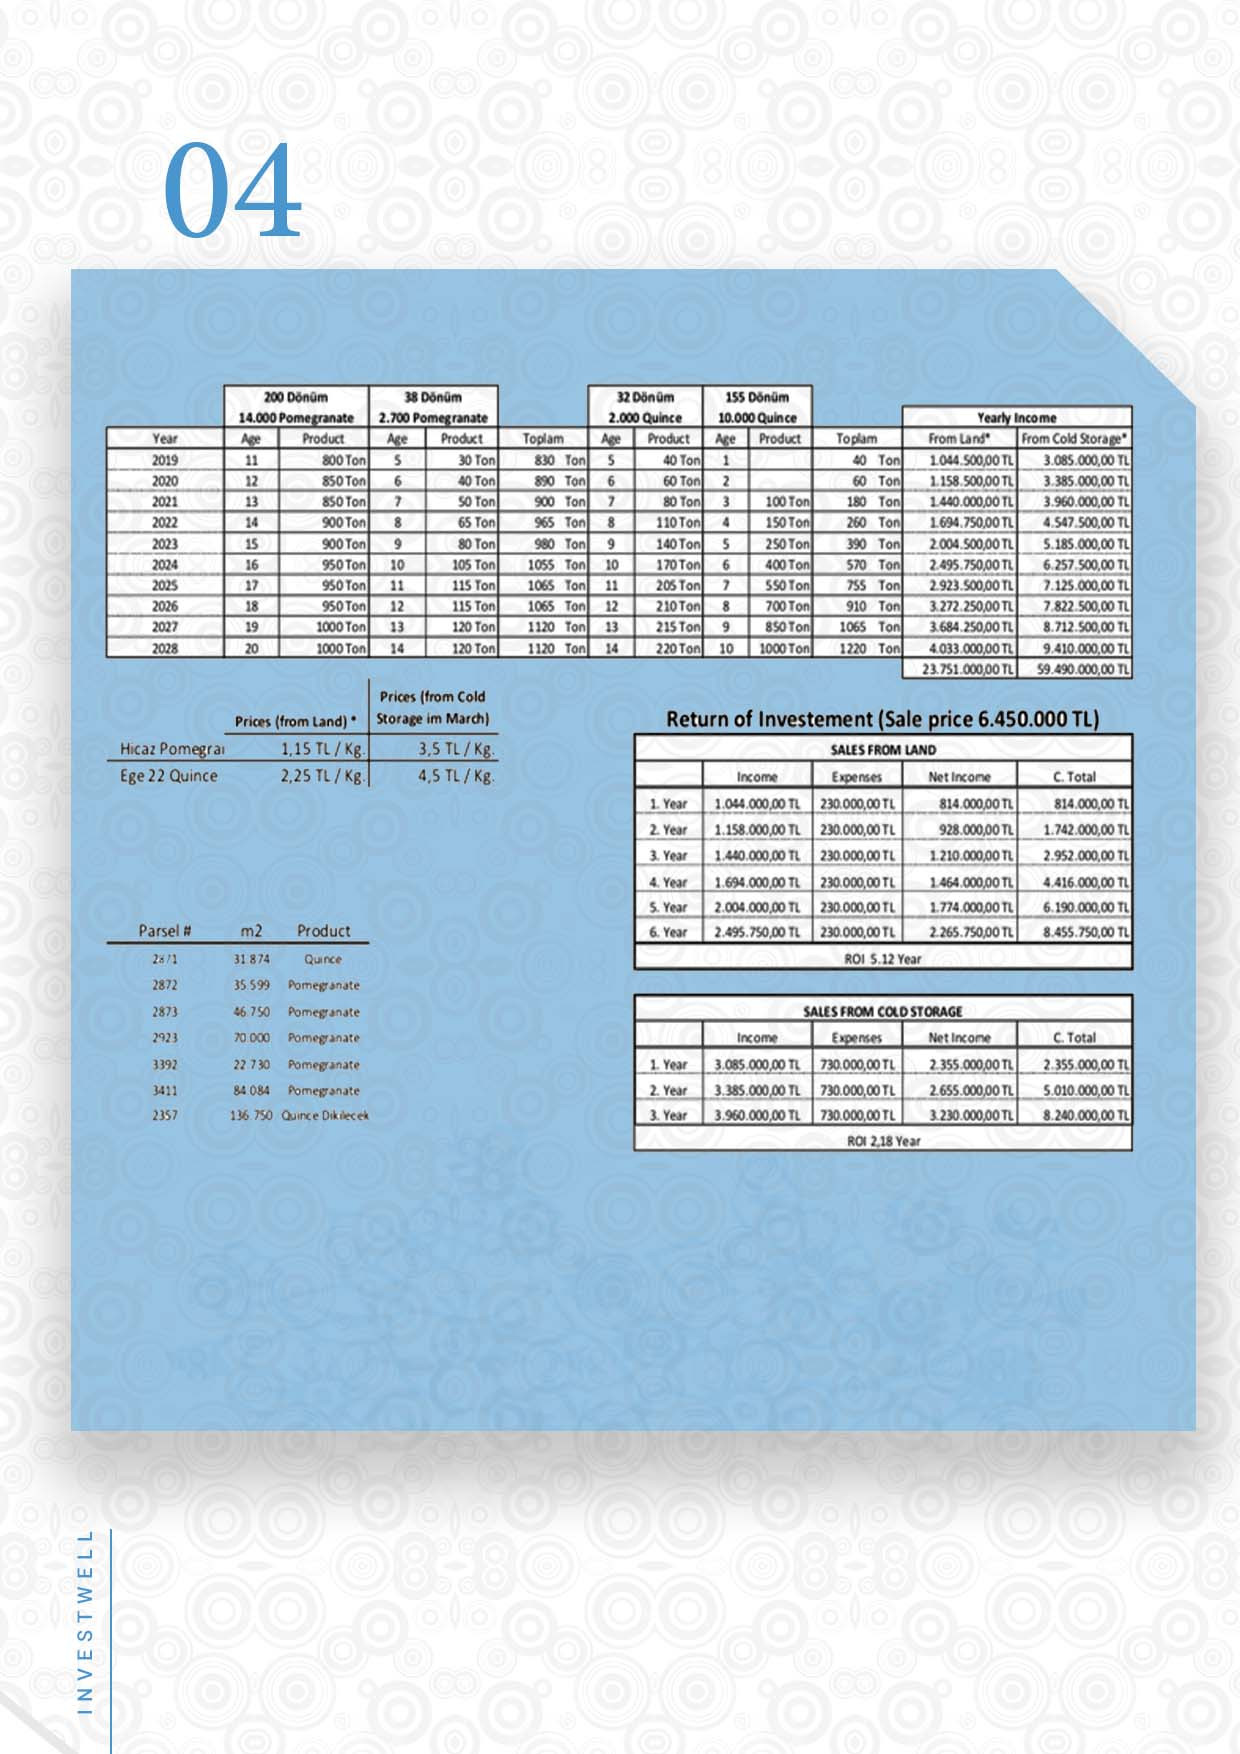 04
200 Dönüm 38 Dönüm 32 Dönüm 155 Dönüm
14.000 Pomegranate 2.700 Pomegranate 2.000 Quince 10.000 Quince Yearly Income
Year Age Product Age Product Toplam Age Product Age Product Toplam From Land* From Cold Storage*
2019 11 800 Ton 5 30 Ton 830 Ton 5 40 Ton 1 40 Ton 1.044.500,00 TL 3.085.000,00 TL
2020 12 850 Ton 6 40 Ton 890 Ton 6 60 Ton 2 60 Ton 1.158.500,00 TL 3.385.000,00 TL
2021 13 850 Ton 7 50 Ton 900 Ton 7 80 Ton 3 100 Ton 180 Ton 1.440.000,00 TL 3.960.000,00 TL
2022 14 900 Ton 8 65 Ton 965 Ton 8 110 Ton 4 150 Ton 260 Ton 1.694.750,00 TL 4.547.500,00 TL
2023 15 900 Ton 9 80 Ton 980 Ton 9 140 Ton 5 250 Ton 390 Ton 2.004.500,00 TL 5.185.000,00 TL
2024 16 950 Ton 10 105 Ton 1055 Ton 10 170 Ton 6 400 Ton 570 Ton 2.495.750,00 TL 6.257.500,00 TL
2025 17 950 Ton 11 115 Ton 1065 Ton 11 205 Ton 7 550 Ton 755 Ton 2.923.500,00 TL 7.125.000,00 TL
2026 18 950 Ton 12 115 Ton 1065 Ton 12 210 Ton 8 700 Ton 910 Ton 3.272.250,00 TL 7.822.500,00 TL
2027 19 1000 Ton 13 120 Ton 1120 Ton 13 215 Ton 9 850 Ton 1065 Ton 3.684.250,00 TL 8.712.500,00 TL
2028 20 1000 Ton 14 120 Ton 1120 Ton 14 220 Ton 10 1000 Ton 1220 Ton 4.033.000,00 TL 9.410.000,00 TL
23.751.000,00 TL 59.490.000,00 TL
Prices (from Cold
Prices (from Land) * Storage im March)
Hicaz Pomegrai 1,15 TL / Kg. 3,5 TL / Kg.
Ege 22 Quince 2,25 TL / Kg. 4,5 TL / Kg.
Return of Investement (Sale price 6.450.000 TL)
SALES FROM LAND
Income Expenses Net Income C. Total
1. Year 1.044.000,00 TL 230.000,00 TL 814.000,00 TL 814.000,00 TL
2. Year 1.158.000,00 TL 230.000,00 TL 928.000,00 TL 1.742.000,00 TL
3. Year 1.440.000,00 TL 230.000,00 TL 1.210.000,00 TL 2.952.000,00 TL
4. Year 1.694.000,00 TL 230.000,00 TL 1.464.000,00 TL 4.416.000,00 TL
5. Year 2.004.000,00 TL 230.000,00 TL 1.774.000,00 TL 6.190.000,00 TL
6. Year 2.495.750,00 TL 230.000,00 TL 2.265.750,00 TL 8.455.750,00 TL
ROI 5.12 Year
Parsel # m2 Product
2871 31 874 Quince
2872 35 599 Pomegranate
2873 46 750 Pomegranate
2923 70 000 Pomegranate
3392 22 730 Pomegranate
3411 84 084 Pomegranate
2357 136 750 Quince Dikilecek
SALES FROM COLD STORAGE
Income Expenses Net Income C. Total
1. Year 3.085.000,00 TL 730.000,00 TL 2.355.000,00 TL 2.355.000,00 TL
2. Year 3.385.000,00 TL 730.000,00 TL 2.655.000,00 TL 5.010.000,00 TL
3. Year 3.960.000,00 TL 730.000,00 TL 3.230.000,00 TL 8.240.000,00 TL
ROI 2,18 Year
INVESTWELL